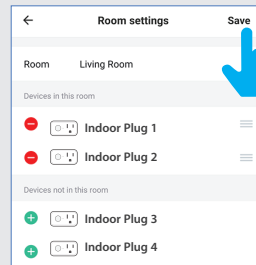 Room settings Save
Room Living Room
Devices in this room
Indoor Plug 1
Indoor Plug 2
Devices not in this room
Indoor Plug 3
Indoor Plug 4